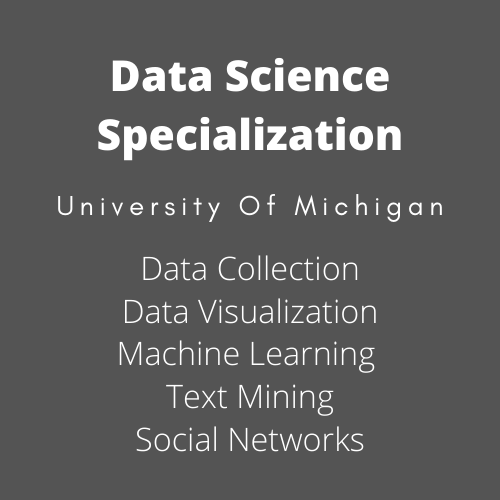 Data Science
Specialization
University Of Michigan
Data Collection
Data Visualization
Machine Learning
Text Mining
Social Networks